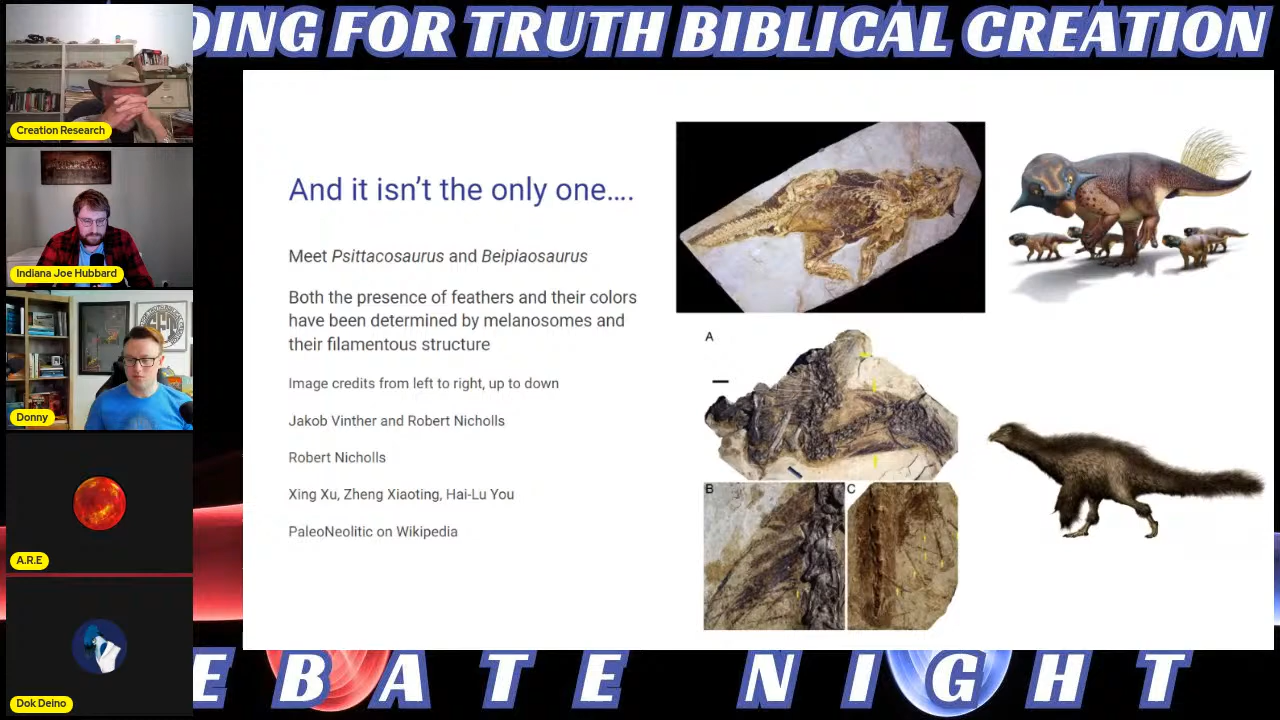 DING FOR TRUTH BIBLICAL CREATION
Creation Research
Indiana Joe Hubbard
Donny
A.R.E
Dok Deino
And it isn't the only one....
Meet Psittacosaurus and Beipiaosaurus
Both the presence of feathers and their colors
have been determined by melanosomes and
their filamentous structure
Image credits from left to right, up to down
Jakob Vinther and Robert Nicholls
Robert Nicholls
Xing Xu, Zheng Xiaoting, Hai-Lu You
PaleoNeolitic on Wikipedia
A
B
C
EBATE NIGHT